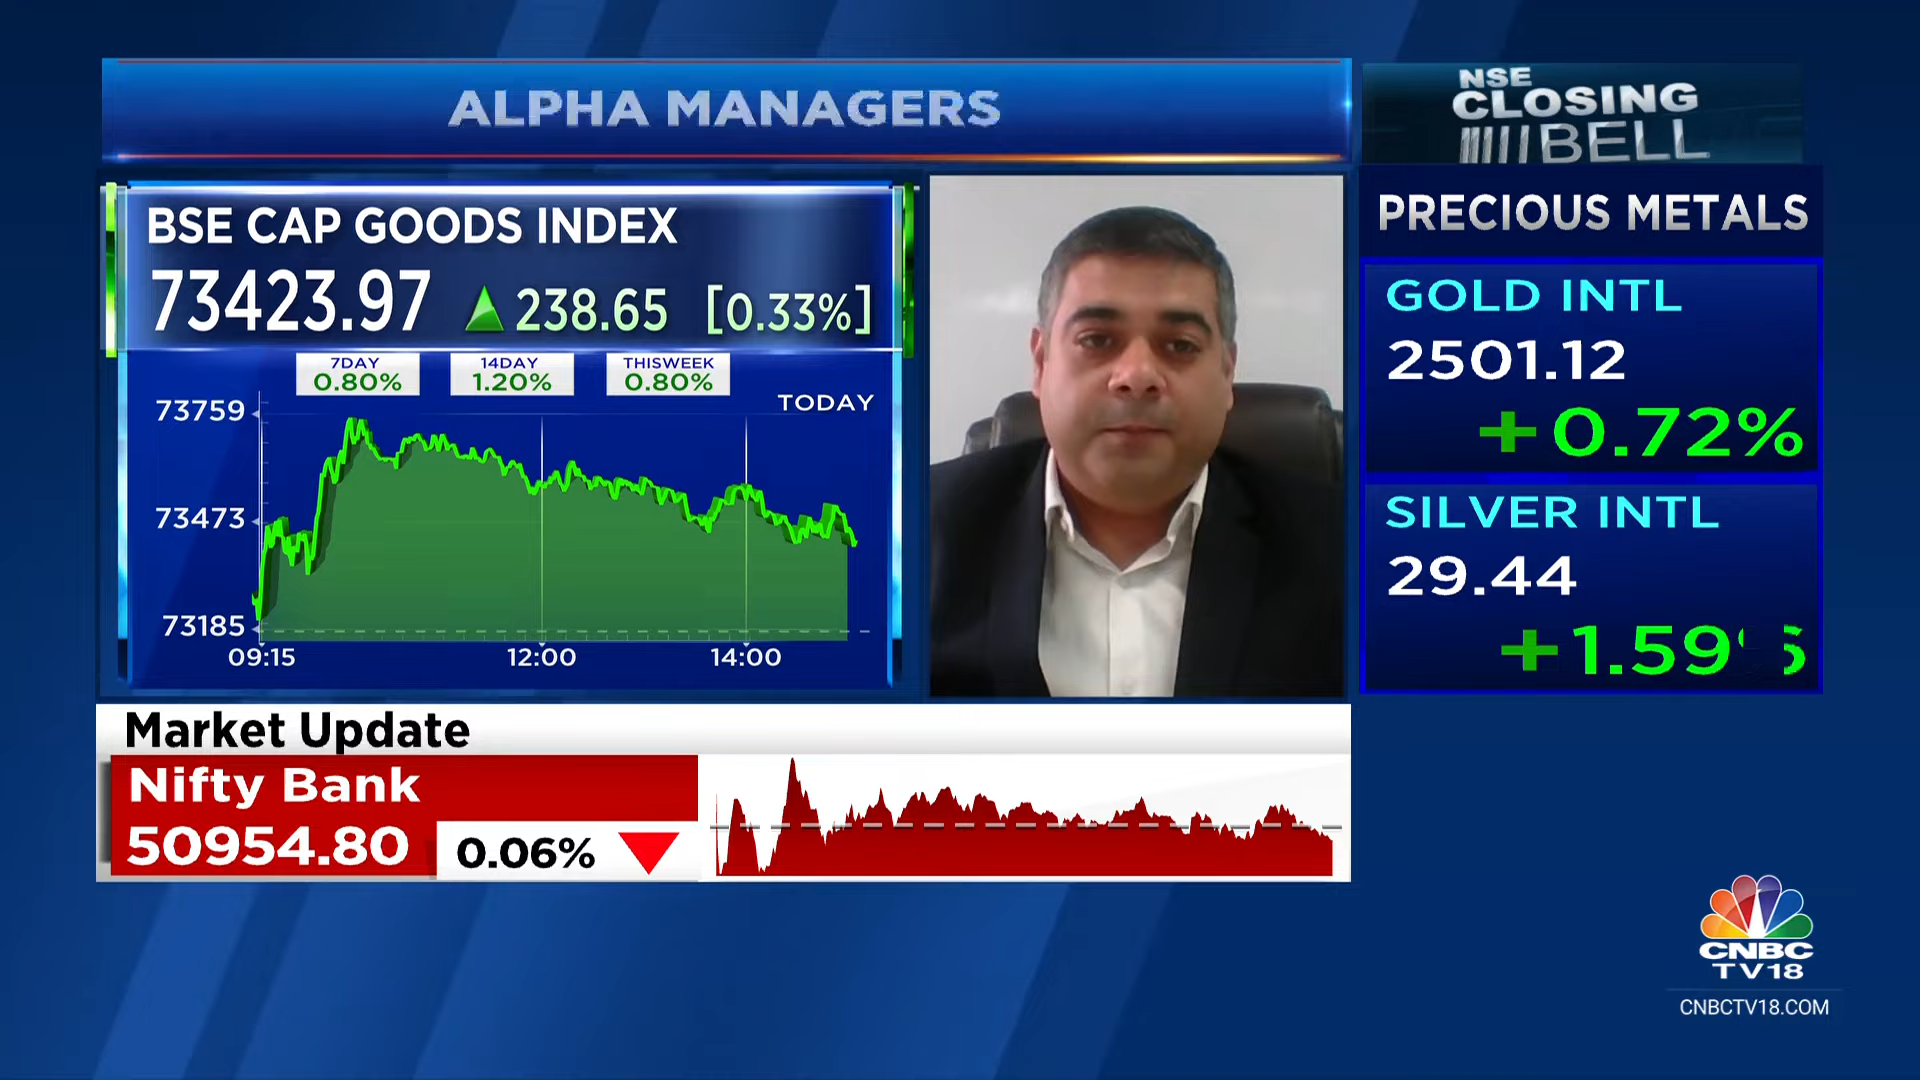 ALPHA MANAGERS
NSE
CLOSING
BELL
BSE CAP GOODS INDEX
73423.97 ▲ 238.65 [0.33%]
7DAY
0.80%
14DAY
1.20%
THISWEEK
0.80%
TODAY
73759
73473
73185
09:15 12:00 14:00
PRECIOUS METALS
GOLD INTL
2501.12
+0.72%
SILVER INTL
29.44
+1.59
Market Update
Nifty Bank
50954.80
0.06% ▼
CNBC
TV18
CNBCTV18.COM